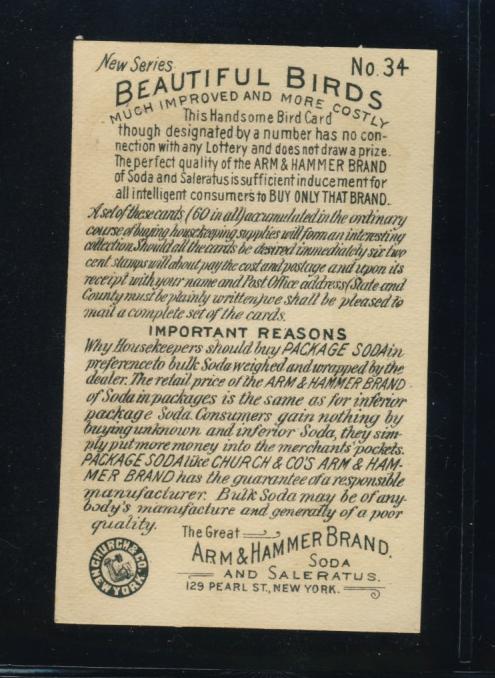 New Series
No. 34
BEAUTIFUL BIRDS
MUCH IMPROVED AND MORE COSTLY
This Handsome Bird Card
though designated by a number has no con-
nection with any Lottery and does not draw a prize.
The perfect quality of the ARM & HAMMER BRAND
of Soda and Saleratus is sufficient inducement for
all intelligent consumers to BUY ONLY THAT BRAND.
A set of these cards (60 in all) accumulated in the ordinary
course of buying housekeeping supplies will form an interesting
collection. Should all the cards be desired immediately six two
cent stamps will about pay the cost and postage and upon its
receipt with your name and Post Office address (State and
County must be plainly written) we shall be pleased to
mail a complete set of the cards.
IMPORTANT REASONS
Why Housekeepers should buy PACKAGE SODA in
preference to bulk Soda weighed and wrapped by the
dealer. The retail price of the ARM & HAMMER BRAND
of Soda in packages is the same as for inferior
package Soda. Consumers gain nothing by
buying unknown and inferior Soda, they sim-
ply put more money into the merchants' pockets.
PACKAGE SODA like CHURCH & CO'S ARM & HAM-
MER BRAND has the guarantee of a responsible
manufacturer. Bulk Soda may be of any-
body's manufacture and generally of a poor
quality.
The Great
ARM & HAMMER BRAND.
SODA
AND SALERATUS.
129 PEARL ST., NEW YORK.
CHURCH & CO.
NEW YORK.